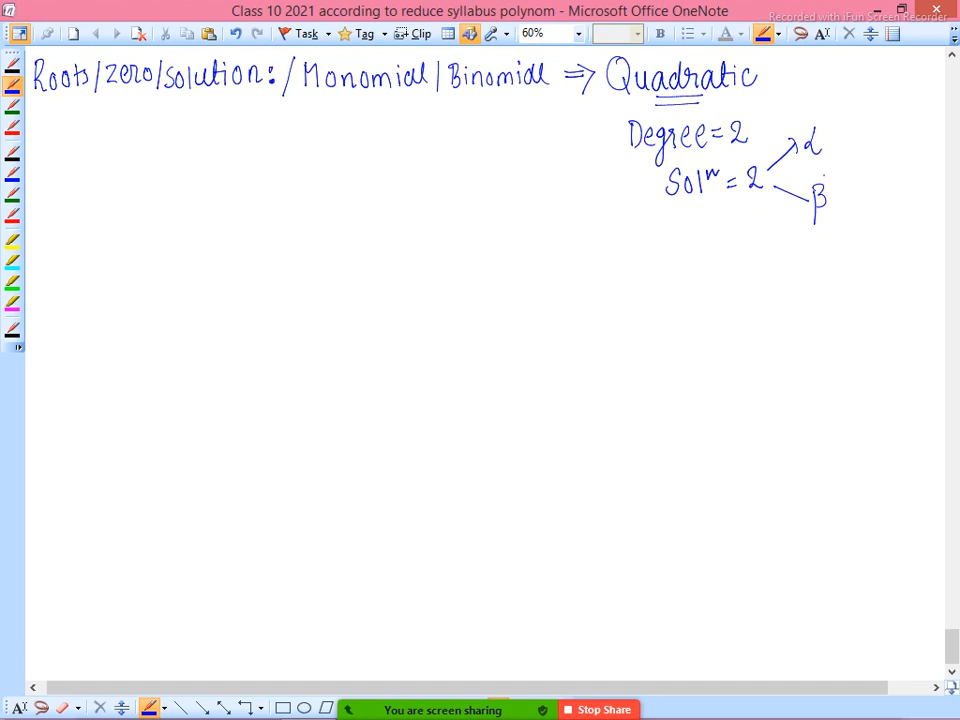 Class 10 2021 according to reduce syllabus polynom - Microsoft Office OneNote
Recorded with iFun Screen Recorder
Task Tag Clip 60% B A
Roots/zero/solution:/Monomial/Binomial ⇒ Quadratic
Degree=2
Solⁿ = 2
α
β
You are screen sharing Stop Share